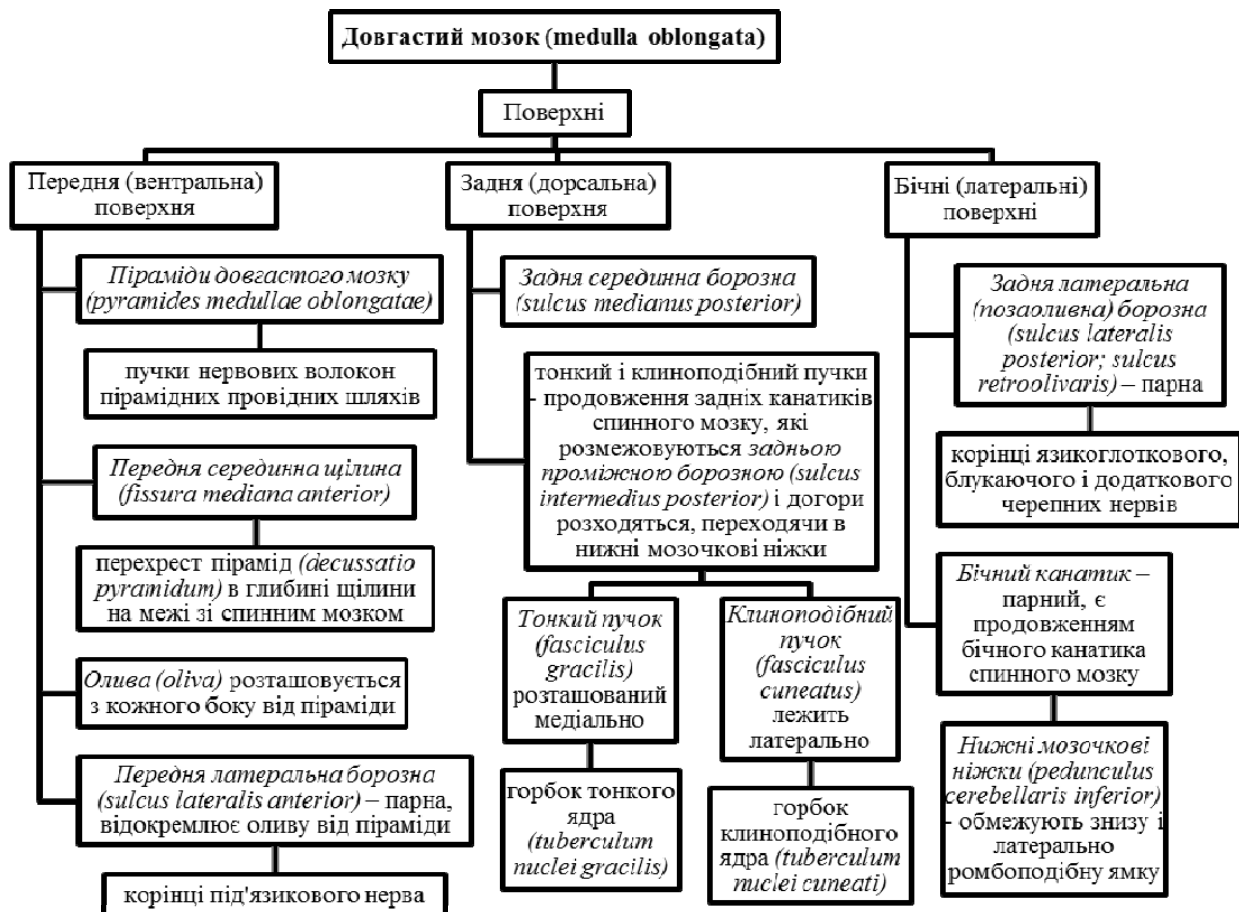 Довгастий мозок (medulla oblongata)
Поверхні
Передня (вентральна)
поверхня
Піраміди довгастого мозку
(pyramides medullae oblongatae)
пучки нервових волокон
пірамідних провідних шляхів
Передня серединна щілина
(fissura mediana anterior)
перехрест пірамід (decussatio
pyramidum) в глибині щілини
на межі зі спинним мозком
Олива (oliva) розташовується
з кожного боку від піраміди
Передня латеральна борозна
(sulcus lateralis anterior) – парна,
відокремлює оливу від піраміди
корінці під'язикового нерва
Задня (дорсальна)
поверхня
Задня серединна борозна
(sulcus medianus posterior)
тонкий і клиноподібний пучки
- продовження задніх канатиків
спинного мозку, які
розмежовуються задньою
проміжною борозною (sulcus
intermedius posterior) і догори
розходяться, переходячи в
нижні мозочкові ніжки
Тонкий пучок
(fasciculus
gracilis)
розташований
медіально
горбок тонкого
ядра
(tuberculum
nuclei gracilis)
Клиноподібний
пучок
(fasciculus
cuneatus)
лежить
латерально
горбок
клиноподібного
ядра (tuberculum
nuclei cuneati)
Бічні (латеральні)
поверхні
Задня латеральна
(позаоливна) борозна
(sulcus lateralis
posterior; sulcus
retroolivaris) – парна
корінці язикоглоткового,
блукаючого і додаткового
черепних нервів
Бічний канатик –
парний, є
продовженням
бічного канатика
спинного мозку
Нижні мозочкові
ніжки (pedunculus
cerebellaris inferior)
- обмежують знизу і
латерально
ромбоподібну ямку